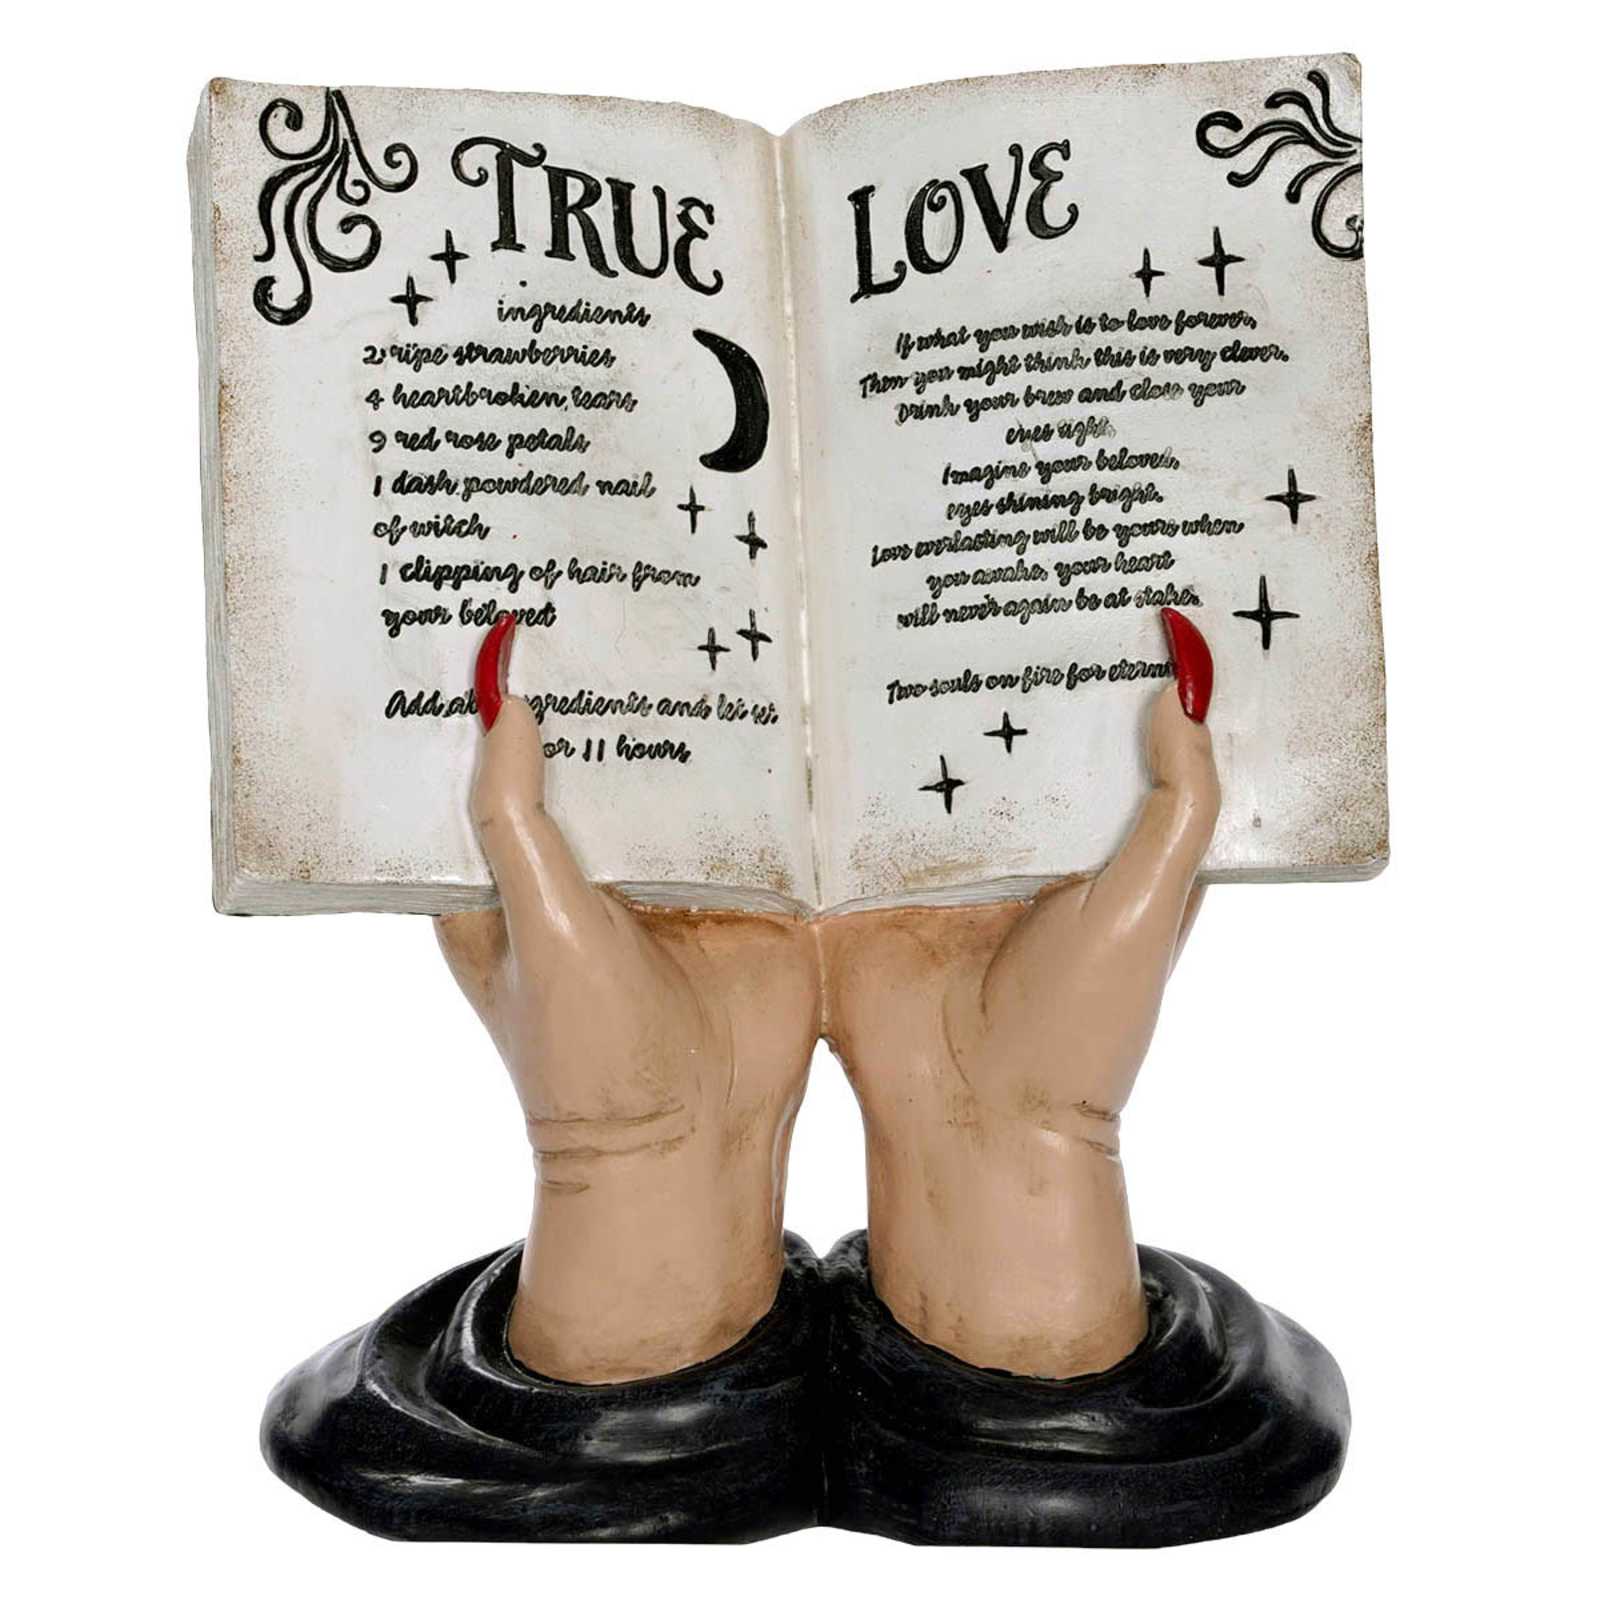 TRUE
ingredients
2 ripe strawberries
4 heartbroken tears
9 red rose petals
1 dash powdered nail
of witch
1 clipping of hair from
your beloved
Add ingredients and let
11 hours
LOVE
If what you wish is to love forever,
Then you might think this is very clever.
Drink your brew and close your
eyes tight,
Imagine your beloved,
eyes shining bright.
Love everlasting will be yours when
you awake, your heart
will never again be at stake.
Two souls on fire for